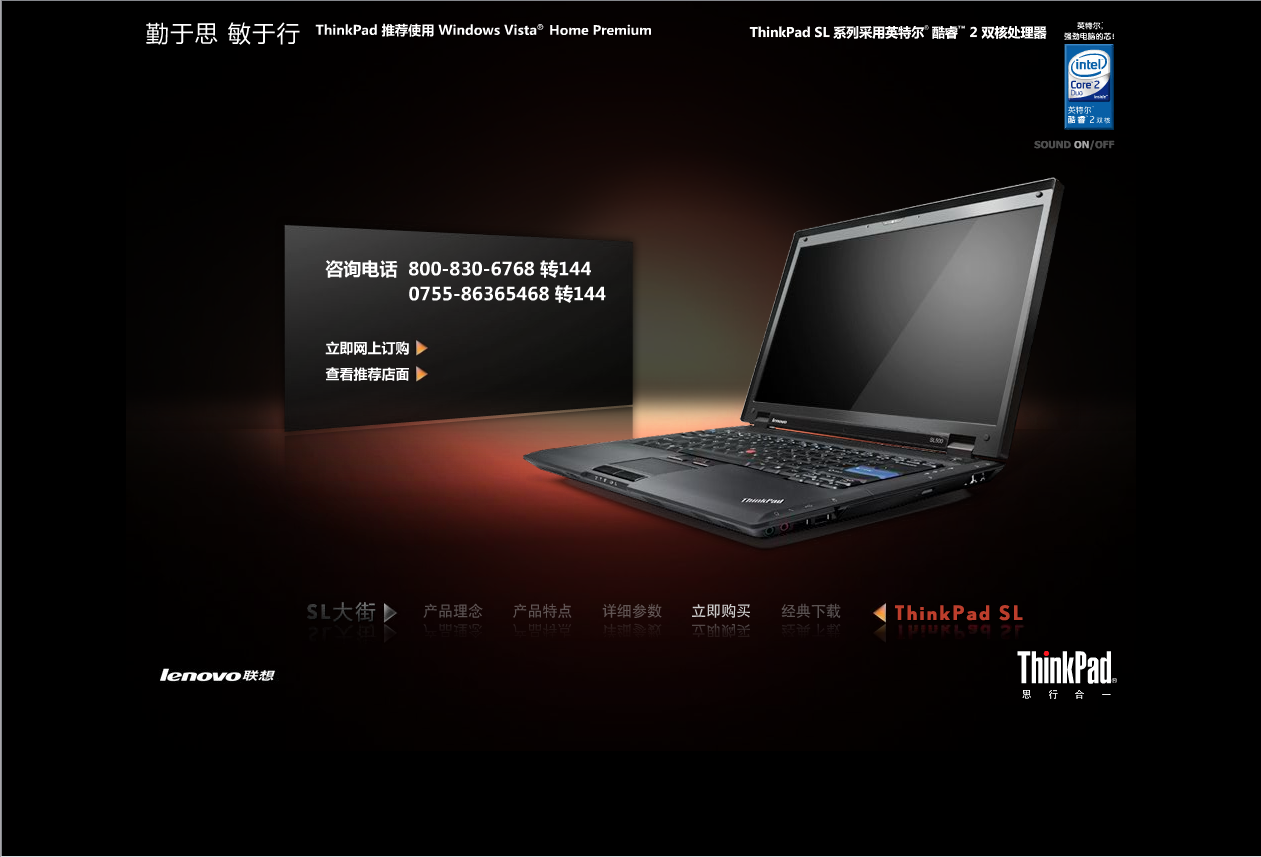 勤于思 敏于行
ThinkPad 推荐使用 Windows Vista® Home Premium
ThinkPad SL 系列采用英特尔® 酷睿™ 2 双核处理器
英特尔®
强劲电脑的芯!
intel
Core™2
Duo
inside™
英特尔®
酷睿™2 双核
SOUND ON/OFF
咨询电话 800-830-6768 转144
0755-86365468 转144
立即网上订购
查看推荐店面
lenovo
SL500
ThinkPad
SL大街
产品理念
产品特点
详细参数
立即购买
经典下载
ThinkPad SL
lenovo联想
ThinkPad®
思 行 合 一